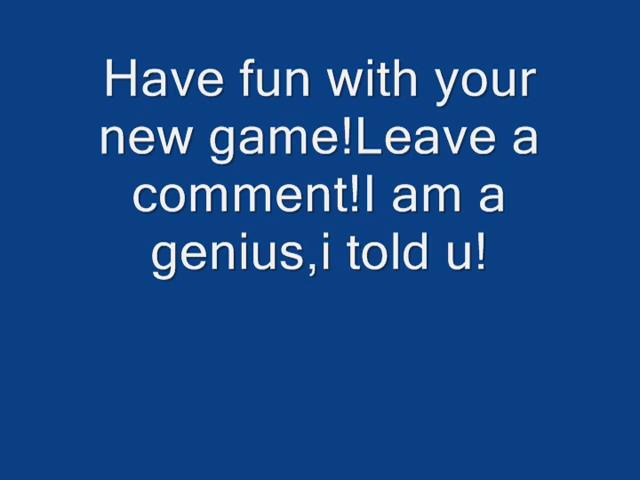 Have fun with your
new game!Leave a
comment!I am a
genius,i told u!